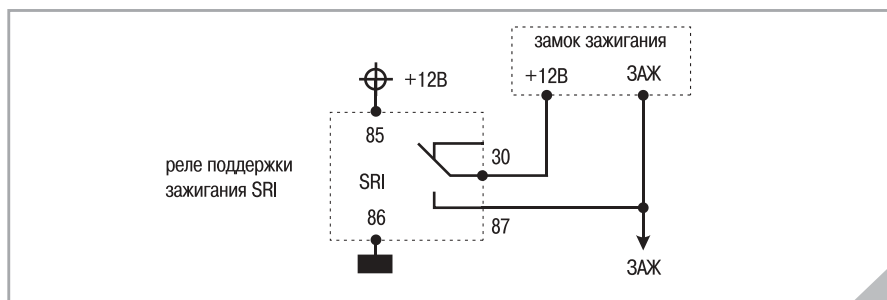 замок зажигания
+12В
ЗАЖ
+12В
85
30
реле поддержки
зажигания SRI
SRI
86
87
ЗАЖ